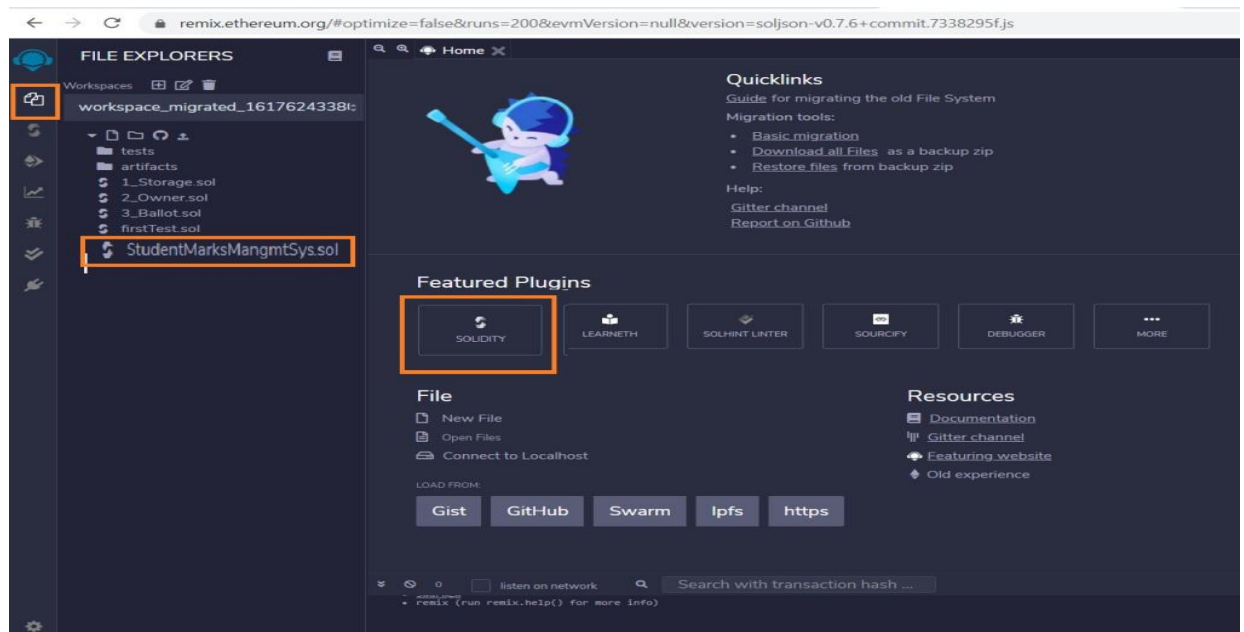 remix.ethereum.org/#optimize=false&runs=200&evmVersion=null&version=soljson-v0.7.6+commit.7338295f.js
FILE EXPLORERS
Workspaces
workspace_migrated_1617624338
tests
artifacts
1_Storage.sol
2_Owner.sol
3_Ballot.sol
firstTest.sol
StudentMarksMangmtSys.sol
Home
Quicklinks
Guide for migrating the old File System
Migration tools:
Basic migration
Download all Files as a backup zip
Restore files from backup zip
Help:
Gitter channel
Report on Github
Featured Plugins
SOLIDITY
LEARNETH
SOLHINT LINTER
SOURCIFY
DEBUGGER
MORE
File
New File
Open Files
Connect to Localhost
LOAD FROM:
Gist GitHub Swarm Ipfs https
Resources
Documentation
Gitter channel
Featuring website
Old experience
0 listen on network Search with transaction hash ...
remix (run remix.help() for more info)